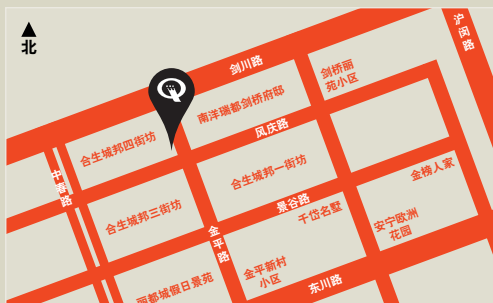 北
沪闵路
剑川路
剑桥丽
苑小区
南洋瑞都剑桥府邸
合生城邦四街坊
风庆路
中春路
合生城邦一街坊
金榜人家
合生城邦三街坊
景谷路
千岱名墅
安宁欧洲
花园
金平路
金平新村
小区
东川路
丽都城假日景苑